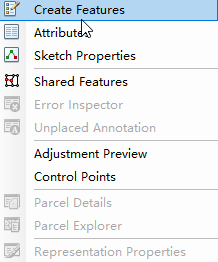 Create Features
Attributes
Sketch Properties
Shared Features
Error Inspector
Unplaced Annotation
Adjustment Preview
Control Points
Parcel Details
Parcel Explorer
Representation Properties